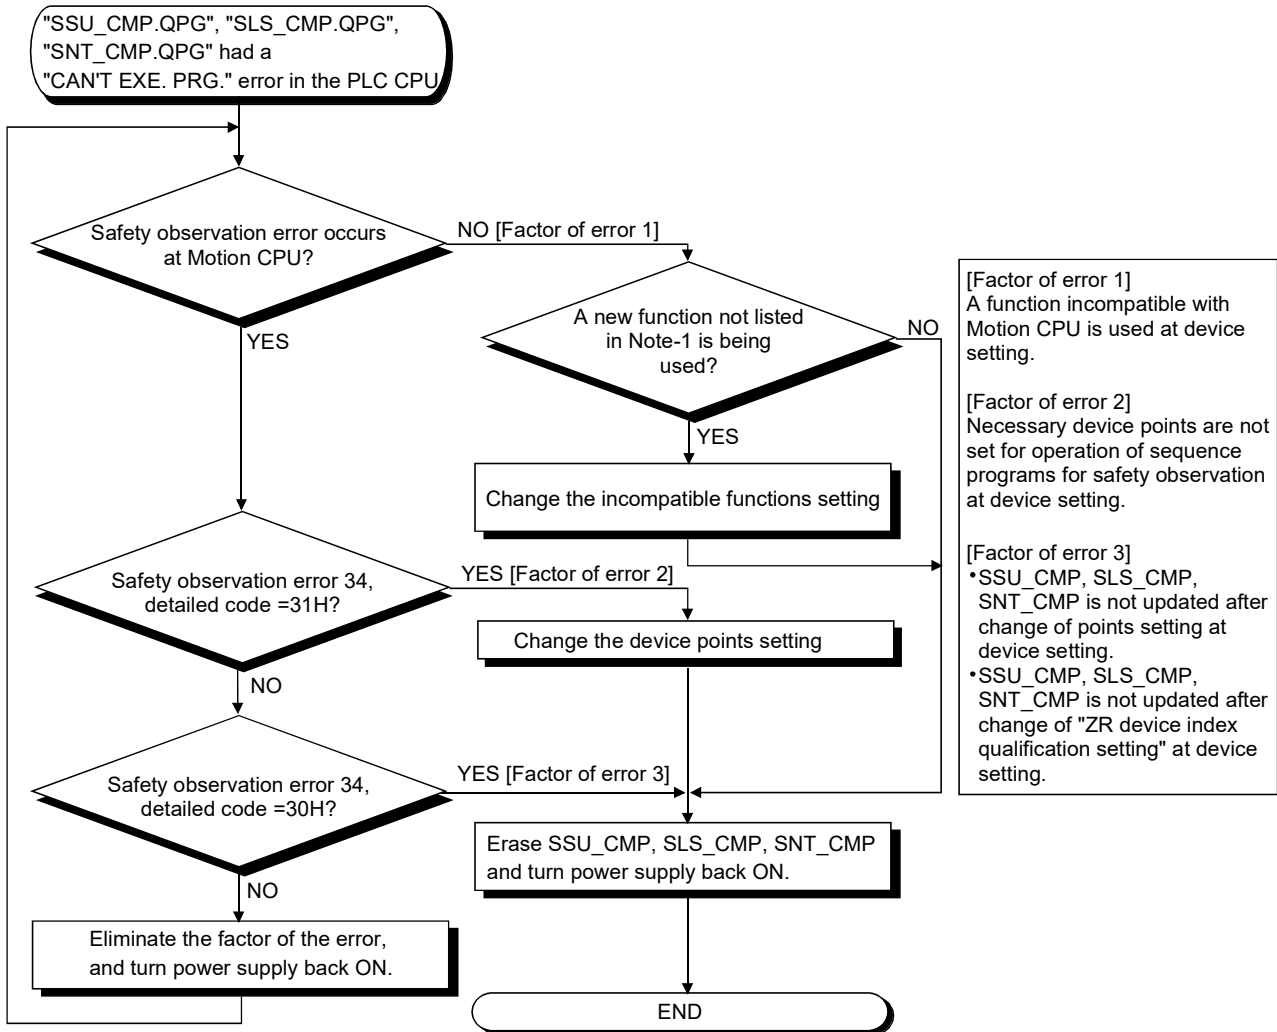 "SSU_CMP.QPG", "SLS_CMP.QPG",
"SNT_CMP.QPG" had a
"CAN'T EXE. PRG." error in the PLC CPU
Safety observation error occurs
at Motion CPU?
NO [Factor of error 1]
YES
A new function not listed
in Note-1 is being
used?
NO
YES
Change the incompatible functions setting
Safety observation error 34,
detailed code =31H?
YES [Factor of error 2]
NO
Change the device points setting
Safety observation error 34,
detailed code =30H?
YES [Factor of error 3]
NO
Erase SSU_CMP, SLS_CMP, SNT_CMP
and turn power supply back ON.
Eliminate the factor of the error,
and turn power supply back ON.
END
[Factor of error 1]
A function incompatible with
Motion CPU is used at device
setting.
[Factor of error 2]
Necessary device points are not
set for operation of sequence
programs for safety observation
at device setting.
[Factor of error 3]
•SSU_CMP, SLS_CMP,
SNT_CMP is not updated after
change of points setting at
device setting.
•SSU_CMP, SLS_CMP,
SNT_CMP is not updated after
change of "ZR device index
qualification setting" at device
setting.